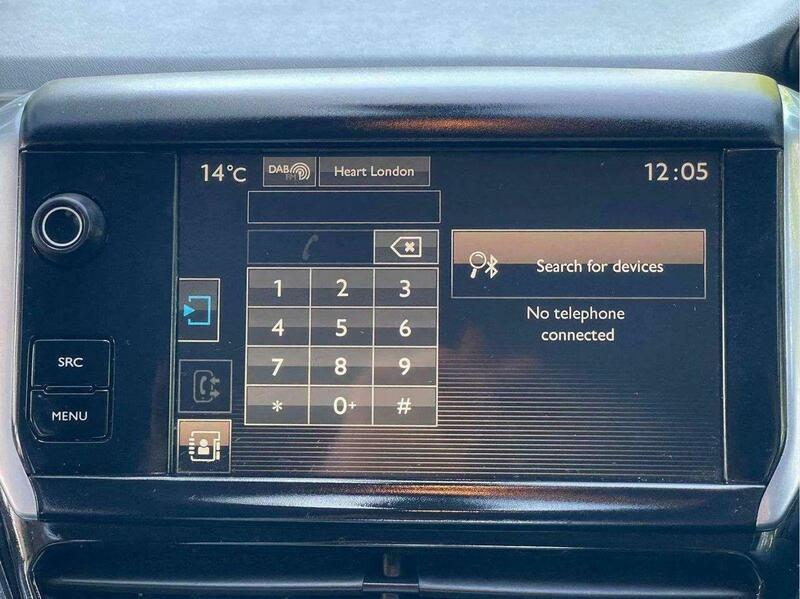 14°C
DAB
FM
Heart London
12:05
Search for devices
No telephone
connected
1 2 3
4 5 6
7 8 9
* 0+ #
SRC
MENU